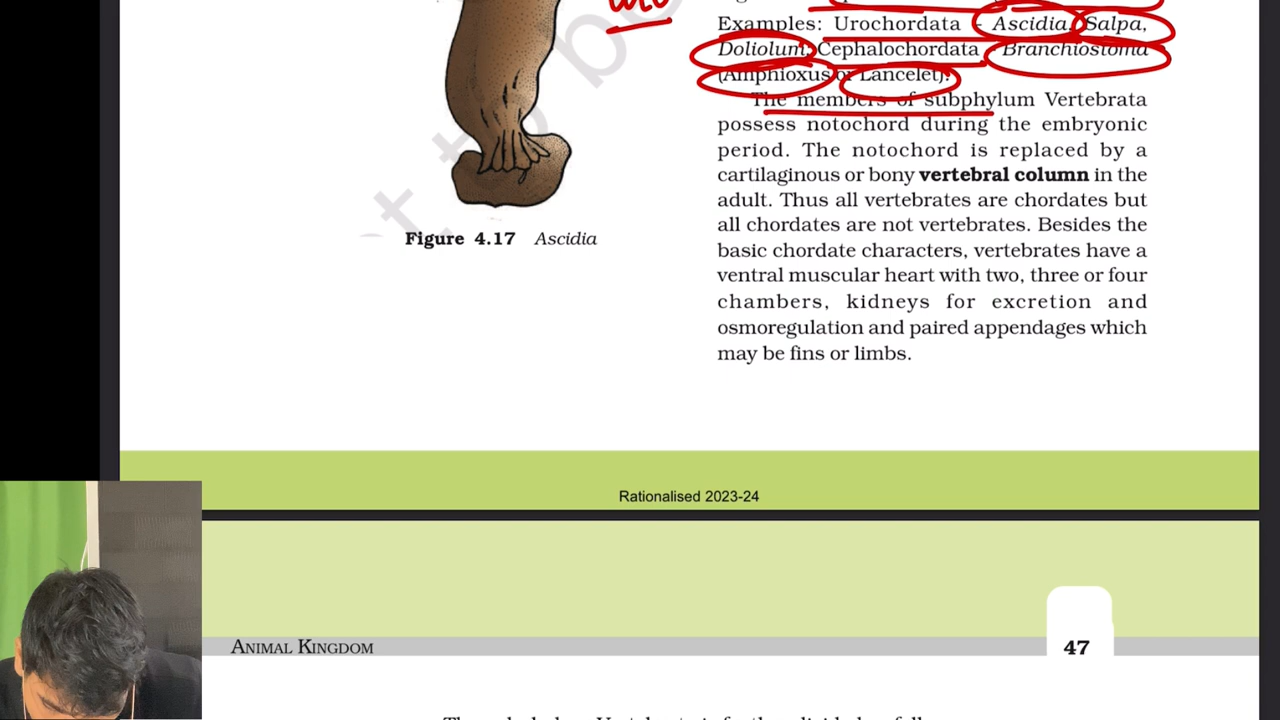 Examples: Urochordata – Ascidia, Salpa,
Doliolum; Cephalochordata – Branchiostoma
(Amphioxus or Lancelet).
The members of subphylum Vertebrata
possess notochord during the embryonic
period. The notochord is replaced by a
cartilaginous or bony vertebral column in the
adult. Thus all vertebrates are chordates but
all chordates are not vertebrates. Besides the
basic chordate characters, vertebrates have a
ventral muscular heart with two, three or four
chambers, kidneys for excretion and
osmoregulation and paired appendages which
may be fins or limbs.
Figure 4.17 Ascidia
Rationalised 2023-24
ANIMAL KINGDOM
47